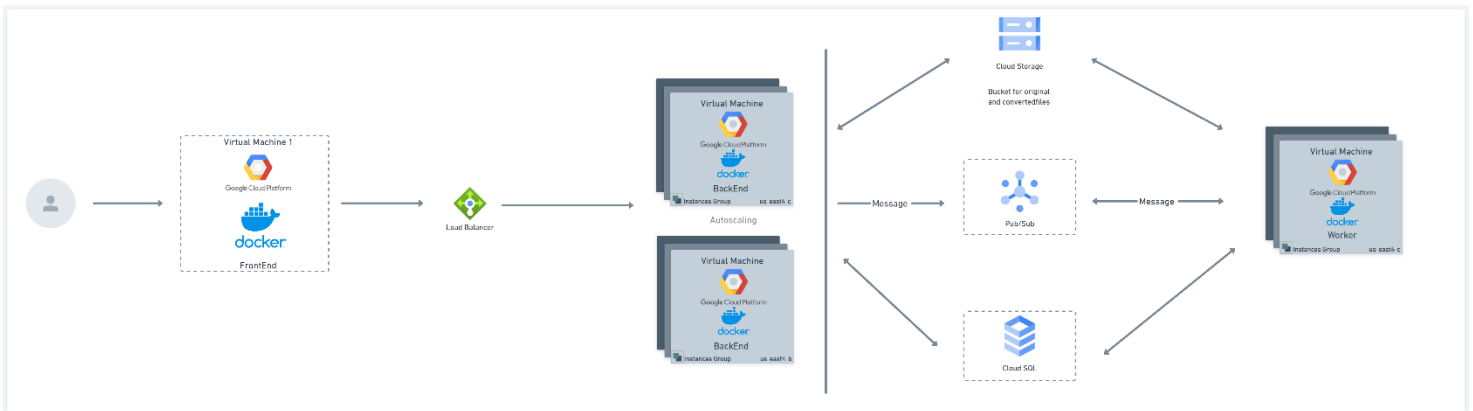 Virtual Machine 1
Google Cloud Platform
docker
FrontEnd
Load Balancer
Virtual Machine
Google Cloud Platform
docker
BackEnd
Instances Group us east4-c
Autoscaling
Virtual Machine
Google Cloud Platform
docker
BackEnd
Instances Group us east4-b
Cloud Storage
Bucket for original
and convertedfiles
Message
Pub/Sub
Message
Cloud SQL
Virtual Machine
Google Cloud Platform
docker
Worker
Instances Group us east4-c